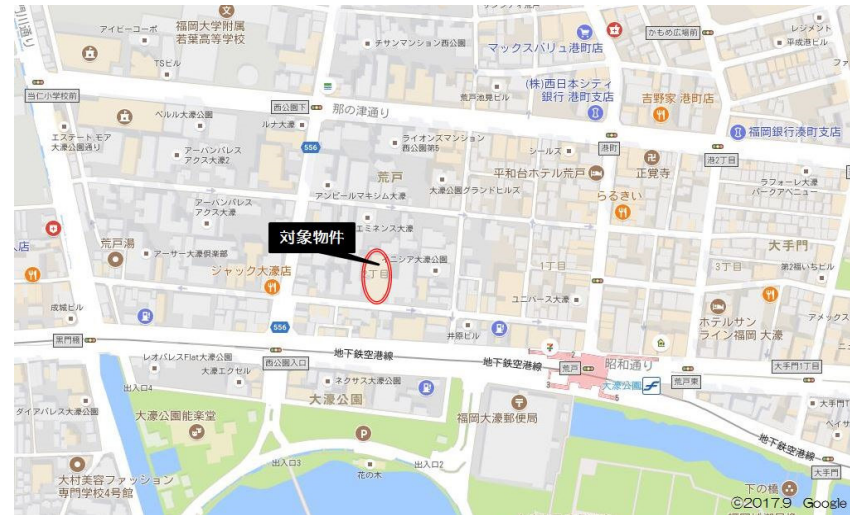 福岡大学附属
若葉高等学校
アイビーコーポ
TSビル
チサンマンション西公園
マックスバリュ港町店
かもめ広場前
レジメント
平成港ビル
当仁小学校前
ベルル大濠公園
西公園下
那の津通り
荒戸池見ビル
(株)西日本シティ
銀行 港町支店
吉野家 港町店
福岡銀行湊町支店
ルナ大濠
エステート・モア
大濠公園通り
アーバンパレス
アクス大濠2
556
ライオンズマンション
西公園第5
シールズ
港町
正覚寺
港2丁目
荒戸
平和台ホテル荒戸
ラフォーレ大濠
パークアベニュー
アーバンパレス
アクス大濠
アンピールマキシム大濠
大濠公園グランドヒルズ
らるきぃ
エミネンス大濠
対象物件
荒戸湯
アーサー大濠倶楽部
ニシア大濠公園
大手門
ジャック大濠店
丁目
1丁目
3丁目
第2福いちビル
ユニバース大濠
成城ビル
ホテルサン
ライン福岡 大濠
アメックス
黒門橋
556
井原ビル
地下鉄空港線
地下鉄空港線
昭和通り
レオパレスFlat大濠公園
西公園入口
大濠エクセル
荒戸
大手門1丁目
出入口4
ネクサス大濠公園
大濠公園
荒戸東
ダイアパレス大濠公園
大濠公園
大濠公園能楽堂
福岡大濠郵便局
大手門
地下鉄空港線
出入口3
花の木
出入口2
大村美容ファッション
専門学校4号館
大手門
下の橋
©2017.9 Google